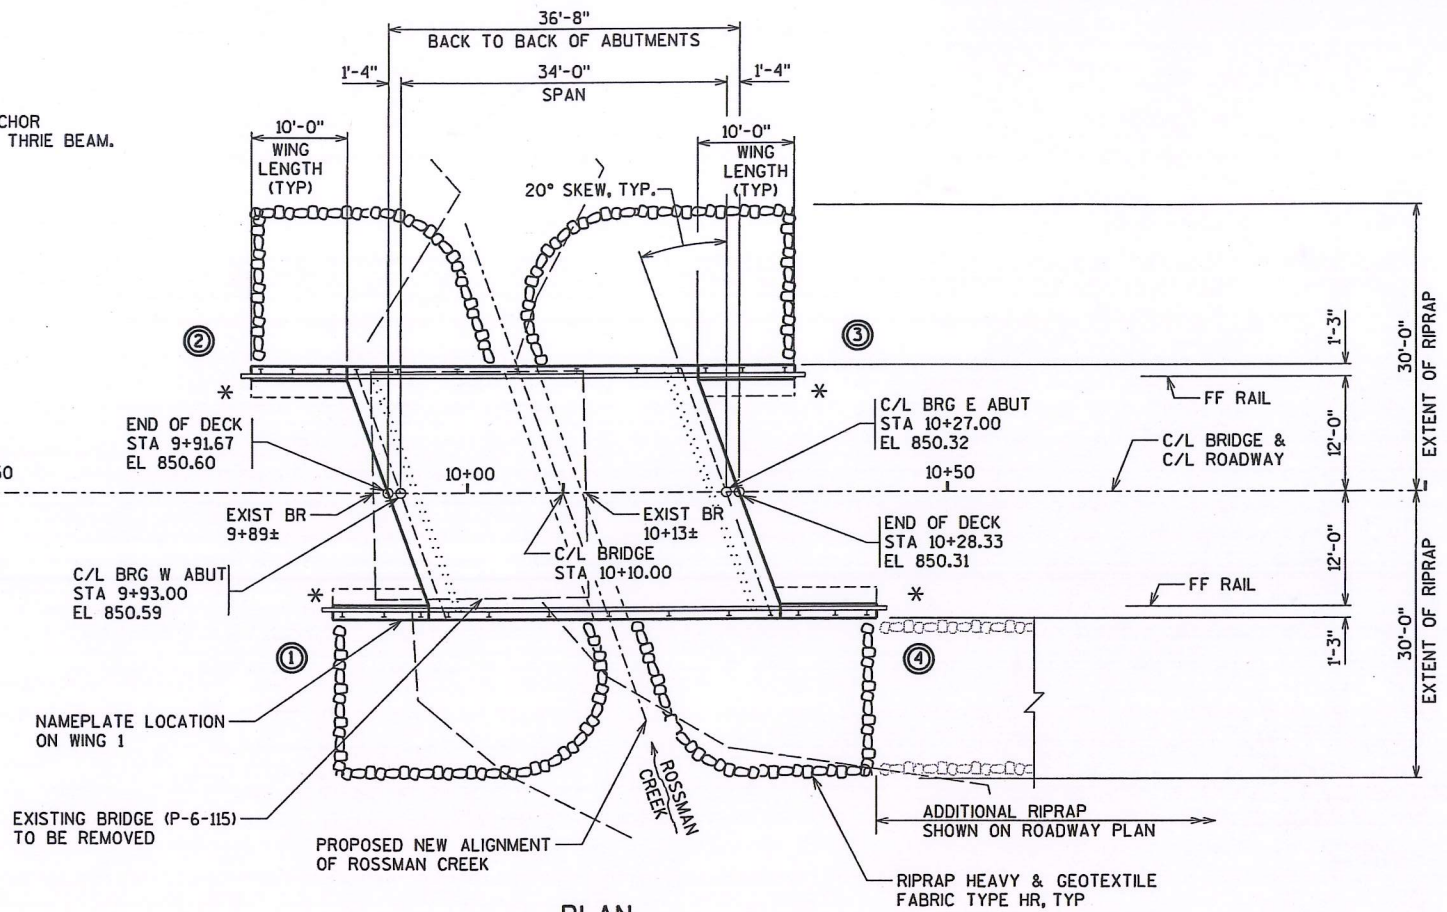 36'-8"
BACK TO BACK OF ABUTMENTS
1'-4"
34'-0"
1'-4"
SPAN
CHOR
THRIE BEAM.
10'-0"
WING
LENGTH
(TYP)
10'-0"
WING
LENGTH
(TYP)
20° SKEW, TYP.
2
3
1'-3"
30'-0"
EXTENT OF RIPRAP
*
*
FF RAIL
12'-0"
END OF DECK
STA 9+91.67
EL 850.60
C/L BRG E ABUT
STA 10+27.00
EL 850.32
C/L BRIDGE &
C/L ROADWAY
10+00
10+50
EXIST BR
9+89±
EXIST BR
10+13±
C/L BRIDGE
STA 10+10.00
END OF DECK
STA 10+28.33
EL 850.31
12'-0"
C/L BRG W ABUT
STA 9+93.00
EL 850.59
*
*
FF RAIL
1'-3"
30'-0"
EXTENT OF RIPRAP
1
4
NAMEPLATE LOCATION
ON WING 1
ROSSMAN
CREEK
EXISTING BRIDGE (P-6-115)
TO BE REMOVED
PROPOSED NEW ALIGNMENT
OF ROSSMAN CREEK
ADDITIONAL RIPRAP
SHOWN ON ROADWAY PLAN
RIPRAP HEAVY & GEOTEXTILE
FABRIC TYPE HR, TYP
PLAN